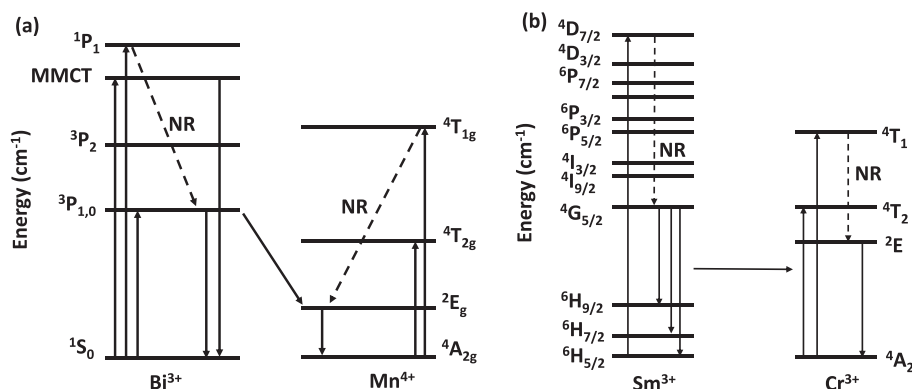 (a)
¹P₁
MMCT
³P₂
³P₁,₀
¹S₀
NR
Energy (cm⁻¹)
Bi³⁺
⁴T₁g
NR
⁴T₂g
²Eg
⁴A₂g
Mn⁴⁺
(b)
⁴D₇/₂
⁴D₃/₂
⁶P₇/₂
⁶P₃/₂
⁶P₅/₂
⁴I₃/₂
⁴I₉/₂
⁴G₅/₂
⁶H₉/₂
⁶H₇/₂
⁶H₅/₂
NR
Energy (cm⁻¹)
Sm³⁺
⁴T₁
NR
⁴T₂
²E
⁴A₂
Cr³⁺